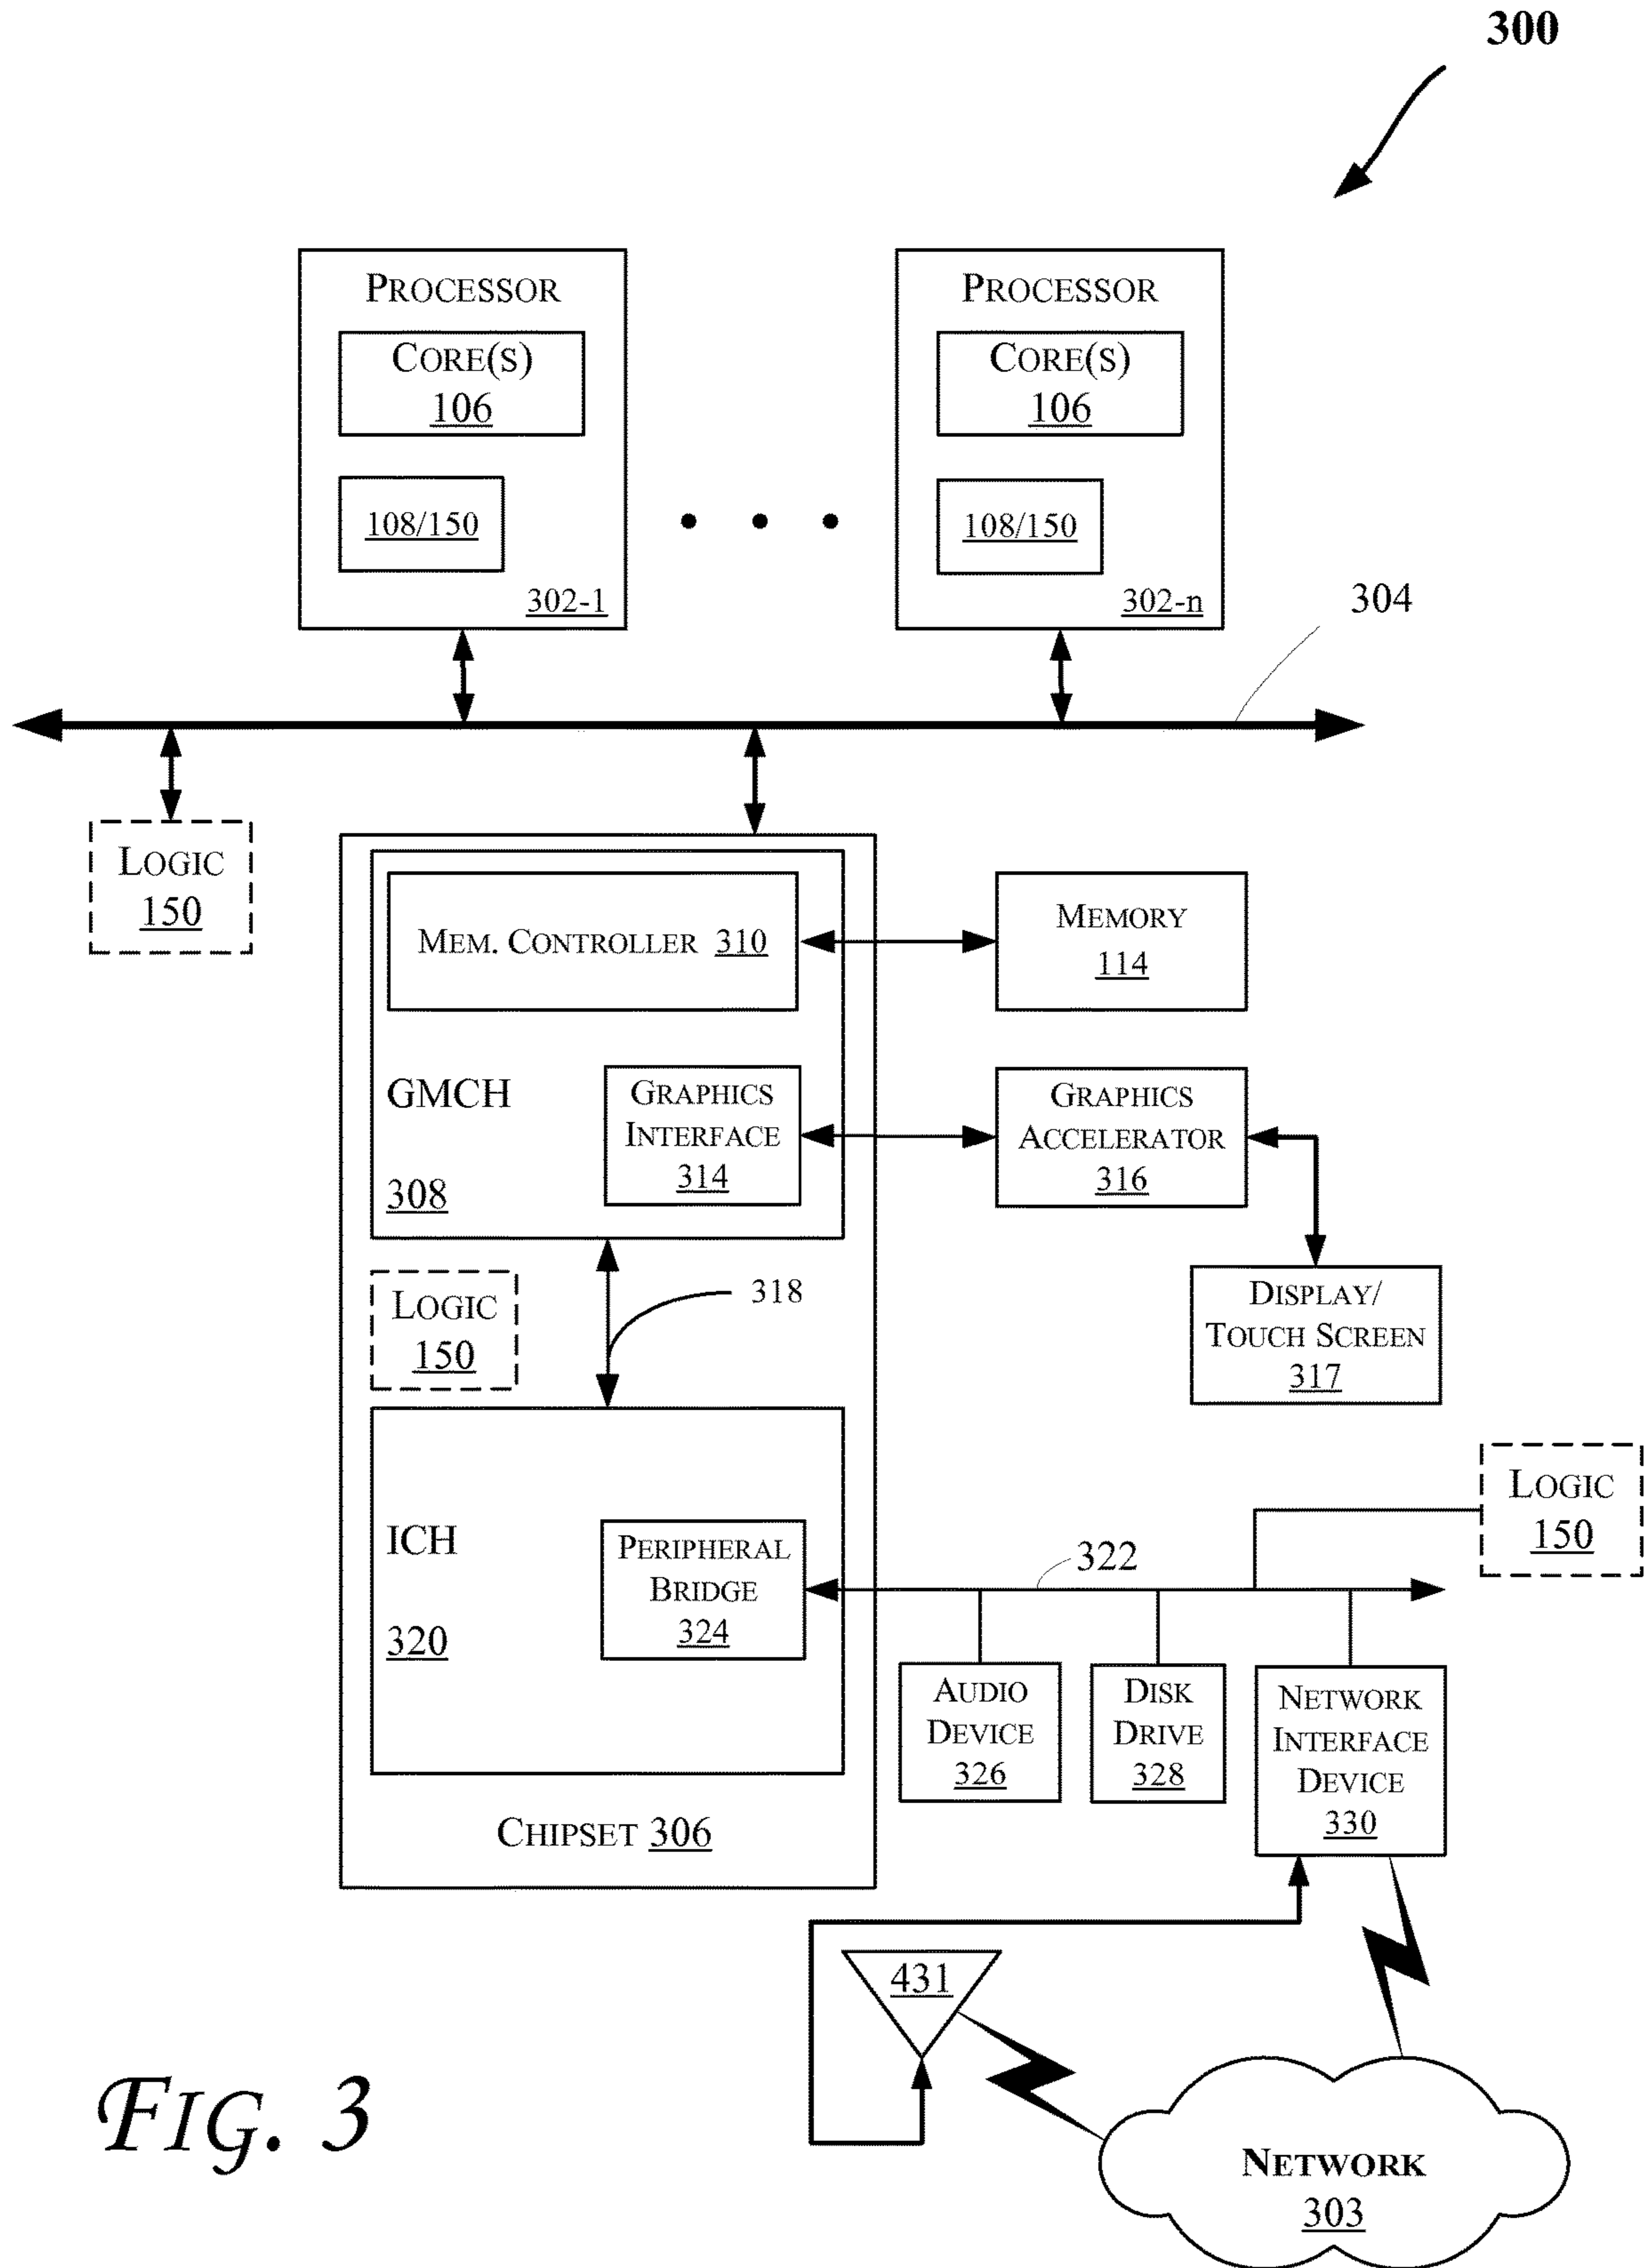 300
PROCESSOR
CORE(S)
106
108/150
302-1
PROCESSOR
CORE(S)
106
108/150
302-n
304
LOGIC
150
MEM. CONTROLLER 310
MEMORY
114
GMCH
308
GRAPHICS
INTERFACE
314
GRAPHICS
ACCELERATOR
316
DISPLAY/
TOUCH SCREEN
317
LOGIC
150
318
LOGIC
150
ICH
320
PERIPHERAL
BRIDGE
324
322
AUDIO
DEVICE
326
DISK
DRIVE
328
NETWORK
INTERFACE
DEVICE
330
CHIPSET 306
431
NETWORK
303
FIG. 3